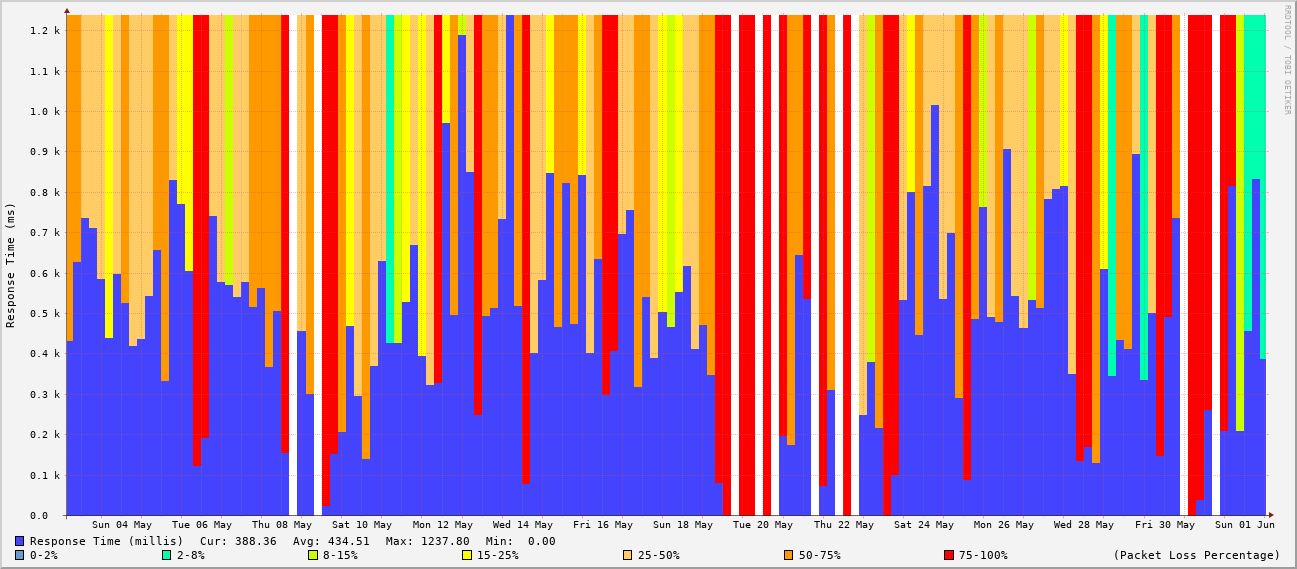 1.2 k
1.1 k
1.0 k
0.9 k
0.8 k
0.7 k
0.6 k
0.5 k
0.4 k
0.3 k
0.2 k
0.1 k
0.0
Response Time (ms)
RRDTOOL / TOBI OETIKER
Sun 04 May Tue 06 May Thu 08 May Sat 10 May Mon 12 May Wed 14 May Fri 16 May Sun 18 May Tue 20 May Thu 22 May Sat 24 May Mon 26 May Wed 28 May Fri 30 May Sun 01 Jun
Response Time (millis) Cur: 388.36 Avg: 434.51 Max: 1237.80 Min: 0.00
0-2% 2-8% 8-15% 15-25% 25-50% 50-75% 75-100% (Packet Loss Percentage)